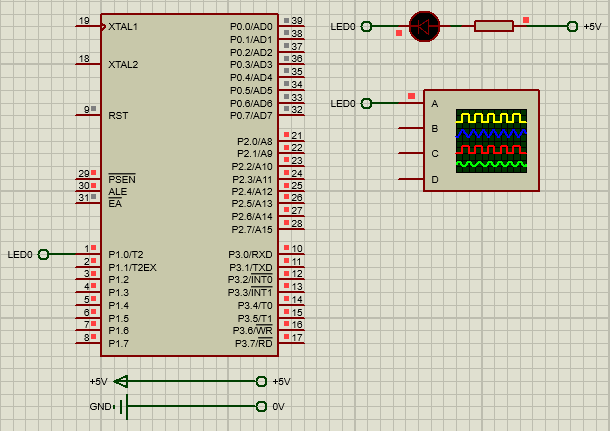 19 XTAL1 P0.0/AD0 39
P0.1/AD1 38
P0.2/AD2 37
18 XTAL2 P0.3/AD3 36
P0.4/AD4 35
P0.5/AD5 34
P0.6/AD6 33
9 RST P0.7/AD7 32
P2.0/A8 21
P2.1/A9 22
P2.2/A10 23
29 PSEN P2.3/A11 24
30 ALE P2.4/A12 25
31 EA P2.5/A13 26
P2.6/A14 27
P2.7/A15 28
LED0 1 P1.0/T2 P3.0/RXD 10
2 P1.1/T2EX P3.1/TXD 11
3 P1.2 P3.2/INT0 12
4 P1.3 P3.3/INT1 13
5 P1.4 P3.4/T0 14
6 P1.5 P3.5/T1 15
7 P1.6 P3.6/WR 16
8 P1.7 P3.7/RD 17
+5V +5V
GND 0V
LED0 +5V
LED0 A
B
C
D